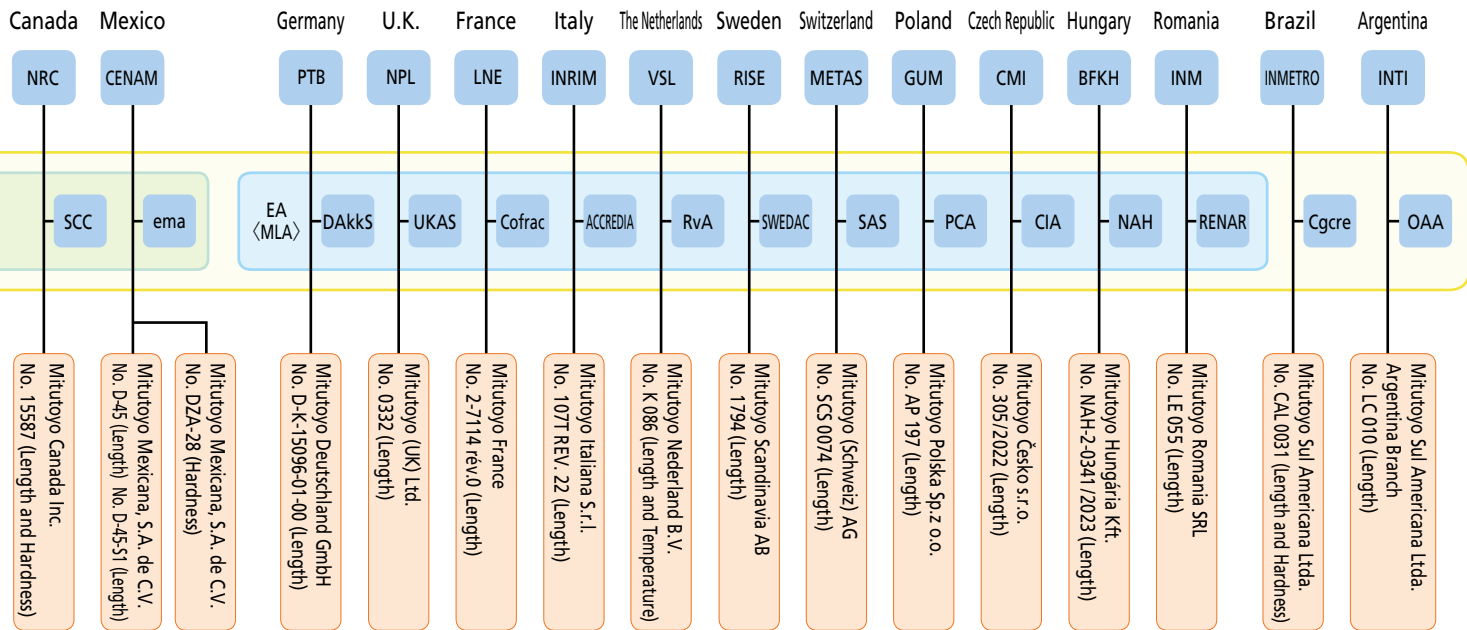 Canada Mexico Germany U.K. France Italy The Netherlands Sweden Switzerland Poland Czech Republic Hungary Romania Brazil Argentina
NRC CENAM PTB NPL LNE INRIM VSL RISE METAS GUM CMI BFKH INM INMETRO INTI
SCC ema EA DAkkS UKAS Cofrac ACCREDIA RvA SWEDAC SAS PCA CIA NAH RENAR Cgcre OAA
〈MLA〉
Mitutoyo Canada Inc.
No. 15587 (Length and Hardness)
Mitutoyo Mexicana, S.A. de C.V.
No. D-45 (Length) No. D-45-S1 (Length)
Mitutoyo Mexicana, S.A. de C.V.
No. DZA-28 (Hardness)
Mitutoyo Deutschland GmbH
No. D-K-15096-01-00 (Length)
Mitutoyo (UK) Ltd.
No. 0332 (Length)
Mitutoyo France
No. 2-7114 rév.0 (Length)
Mitutoyo Italiana S.r.l.
No. 107T REV. 22 (Length)
Mitutoyo Nederland B.V.
No. K 086 (Length and Temperature)
Mitutoyo Scandinavia AB
No. 1794 (Length)
Mitutoyo (Schweiz) AG
No. SCS 0074 (Length)
Mitutoyo Polska Sp.z o.o.
No. AP 197 (Length)
Mitutoyo Česko s.r.o.
No. 305/2022 (Length)
Mitutoyo Hungária Kft.
No. NAH-2-0341/2023 (Length)
Mitutoyo Romania SRL
No. LE 055 (Length)
Mitutoyo Sul Americana Ltda.
No. CAL 0031 (Length and Hardness)
Mitutoyo Sul Americana Ltda.
Argentina Branch
No. LC 010 (Length)